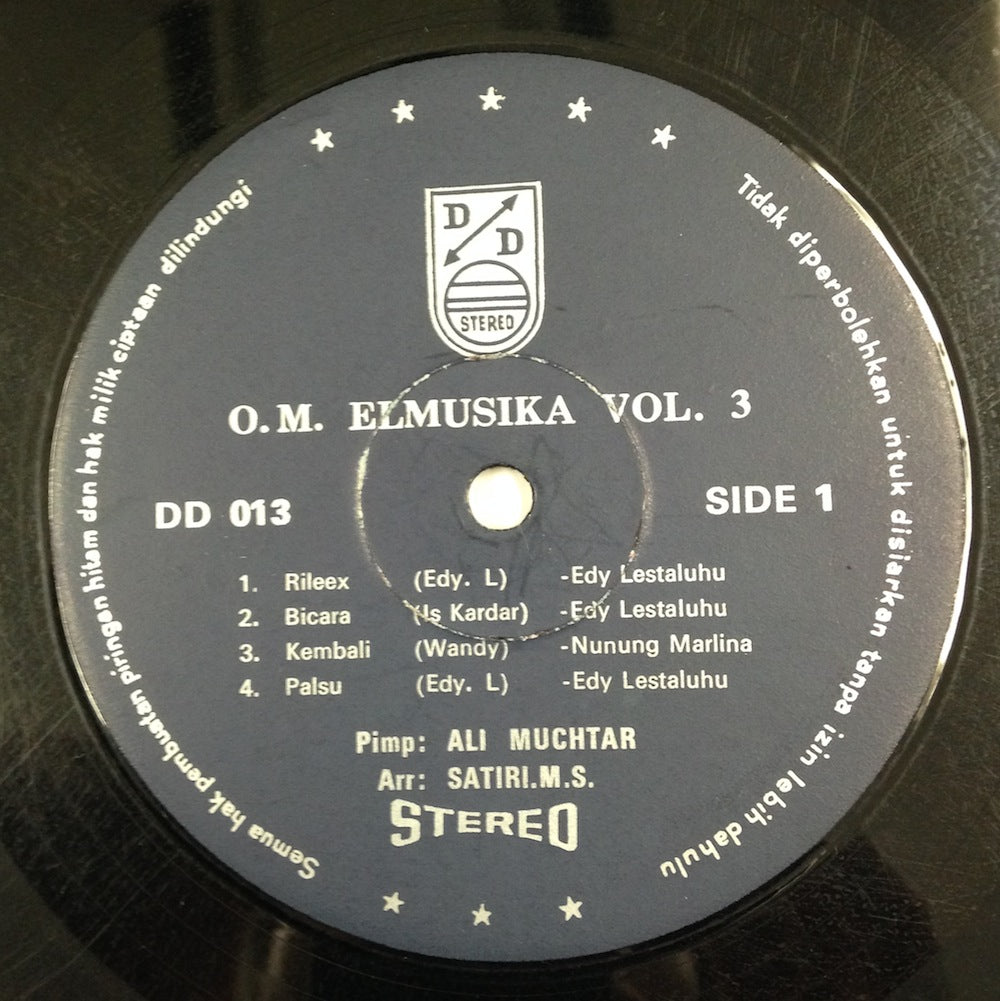 D D
STEREO
O.M. ELMUSIKA VOL. 3
DD 013
SIDE 1
1. Rileex (Edy. L) -Edy Lestaluhu
2. Bicara (Is Kardar) -Edy Lestaluhu
3. Kembali (Wandy) -Nunung Marlina
4. Palsu (Edy. L) -Edy Lestaluhu
Pimp: ALI MUCHTAR
Arr: SATIRI.M.S.
STEREO
Semua hak pembuatan piringan hitam dan hak milik ciptaan dilindungi
Tidak diperbolehkan untuk disiarkan tanpa izin lebih dahulu